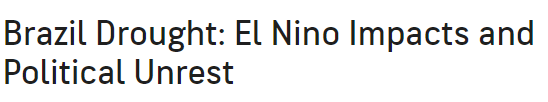 Brazil Drought: El Nino Impacts and
Political Unrest